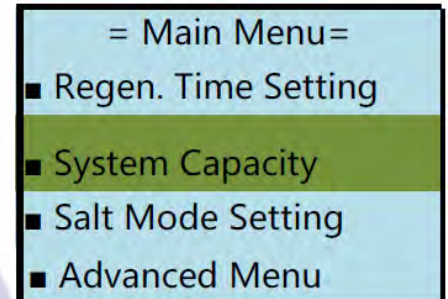 = Main Menu=
■ Regen. Time Setting
■ System Capacity
■ Salt Mode Setting
■ Advanced Menu